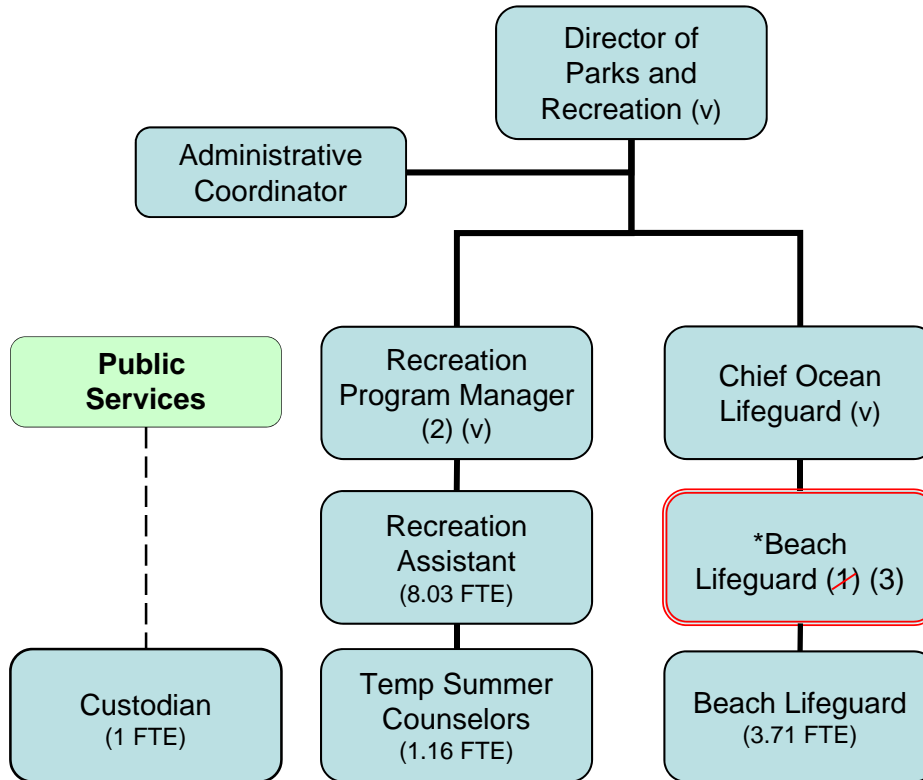 Director of
Parks and
Recreation (v)
Administrative
Coordinator
Public
Services
Recreation
Program Manager
(2) (v)
Chief Ocean
Lifeguard (v)
Recreation
Assistant
(8.03 FTE)
*Beach
Lifeguard (1) (3)
Custodian
(1 FTE)
Temp Summer
Counselors
(1.16 FTE)
Beach Lifeguard
(3.71 FTE)